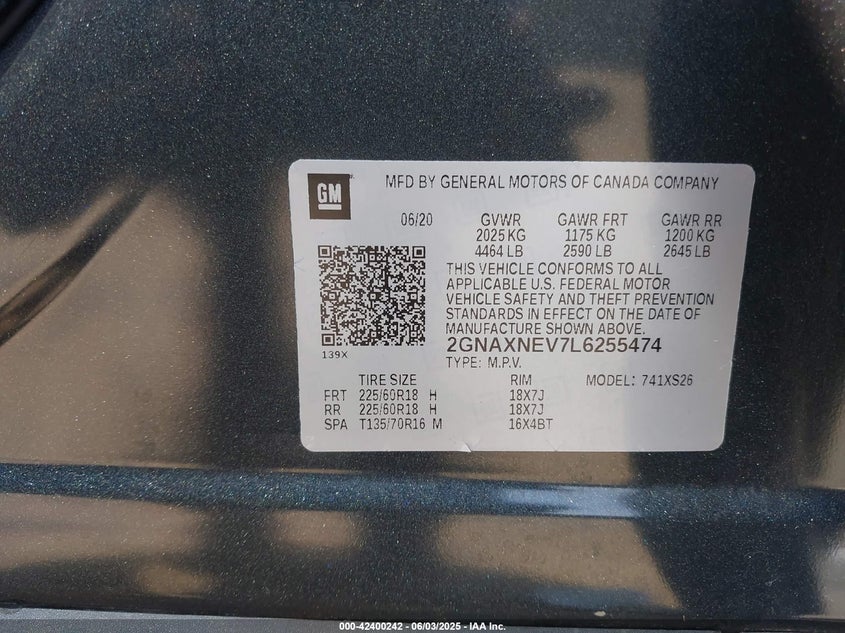 GM
MFD BY GENERAL MOTORS OF CANADA COMPANY
06/20 GVWR GAWR FRT GAWR RR
2025 KG 1175 KG 1200 KG
4464 LB 2590 LB 2645 LB
THIS VEHICLE CONFORMS TO ALL
APPLICABLE U.S. FEDERAL MOTOR
VEHICLE SAFETY AND THEFT PREVENTION
STANDARDS IN EFFECT ON THE DATE OF
MANUFACTURE SHOWN ABOVE.
2GNAXNEV7L6255474
139X
TYPE: M.P.V.
TIRE SIZE RIM MODEL: 741XS26
FRT 225/60R18 H 18X7J
RR 225/60R18 H 18X7J
SPA T135/70R16 M 16X4BT
000-42400242 - 06/03/2025 - IAA Inc.